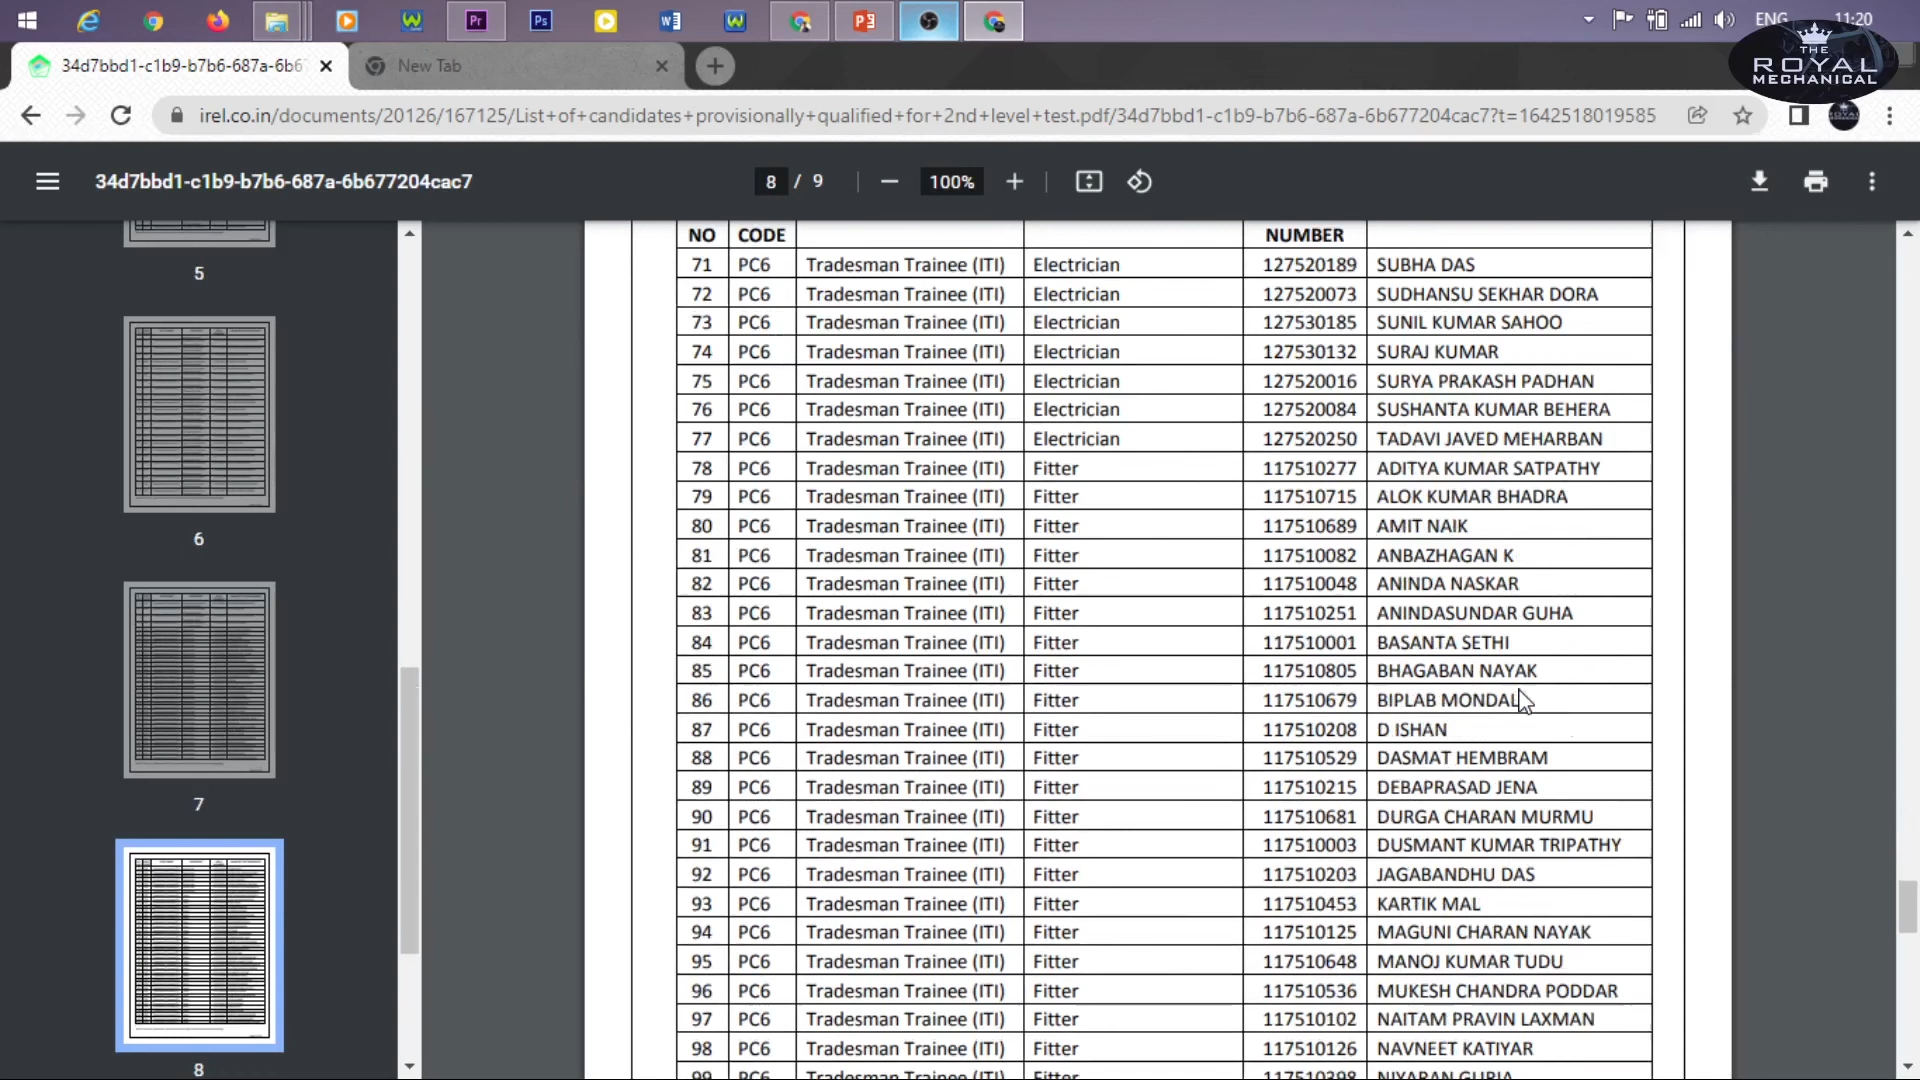 ENG 11:20
THE
ROYAL
MECHANICAL
34d7bbd1-c1b9-b7b6-687a-6b6
New Tab
irel.co.in/documents/20126/167125/List+of+candidates+provisionally+qualified+for+2nd+level+test.pdf/34d7bbd1-c1b9-b7b6-687a-6b677204cac7?t=1642518019585
34d7bbd1-c1b9-b7b6-687a-6b677204cac7
8 / 9
100%
5
6
7
8
NO CODE NUMBER
71 PC6 Tradesman Trainee (ITI) Electrician 127520189 SUBHA DAS
72 PC6 Tradesman Trainee (ITI) Electrician 127520073 SUDHANSU SEKHAR DORA
73 PC6 Tradesman Trainee (ITI) Electrician 127530185 SUNIL KUMAR SAHOO
74 PC6 Tradesman Trainee (ITI) Electrician 127530132 SURAJ KUMAR
75 PC6 Tradesman Trainee (ITI) Electrician 127520016 SURYA PRAKASH PADHAN
76 PC6 Tradesman Trainee (ITI) Electrician 127520084 SUSHANTA KUMAR BEHERA
77 PC6 Tradesman Trainee (ITI) Electrician 127520250 TADAVI JAVED MEHARBAN
78 PC6 Tradesman Trainee (ITI) Fitter 117510277 ADITYA KUMAR SATPATHY
79 PC6 Tradesman Trainee (ITI) Fitter 117510715 ALOK KUMAR BHADRA
80 PC6 Tradesman Trainee (ITI) Fitter 117510689 AMIT NAIK
81 PC6 Tradesman Trainee (ITI) Fitter 117510082 ANBAZHAGAN K
82 PC6 Tradesman Trainee (ITI) Fitter 117510048 ANINDA NASKAR
83 PC6 Tradesman Trainee (ITI) Fitter 117510251 ANINDASUNDAR GUHA
84 PC6 Tradesman Trainee (ITI) Fitter 117510001 BASANTA SETHI
85 PC6 Tradesman Trainee (ITI) Fitter 117510805 BHAGABAN NAYAK
86 PC6 Tradesman Trainee (ITI) Fitter 117510679 BIPLAB MONDAL
87 PC6 Tradesman Trainee (ITI) Fitter 117510208 D ISHAN
88 PC6 Tradesman Trainee (ITI) Fitter 117510529 DASMAT HEMBRAM
89 PC6 Tradesman Trainee (ITI) Fitter 117510215 DEBAPRASAD JENA
90 PC6 Tradesman Trainee (ITI) Fitter 117510681 DURGA CHARAN MURMU
91 PC6 Tradesman Trainee (ITI) Fitter 117510003 DUSMANT KUMAR TRIPATHY
92 PC6 Tradesman Trainee (ITI) Fitter 117510203 JAGABANDHU DAS
93 PC6 Tradesman Trainee (ITI) Fitter 117510453 KARTIK MAL
94 PC6 Tradesman Trainee (ITI) Fitter 117510125 MAGUNI CHARAN NAYAK
95 PC6 Tradesman Trainee (ITI) Fitter 117510648 MANOJ KUMAR TUDU
96 PC6 Tradesman Trainee (ITI) Fitter 117510536 MUKESH CHANDRA PODDAR
97 PC6 Tradesman Trainee (ITI) Fitter 117510102 NAITAM PRAVIN LAXMAN
98 PC6 Tradesman Trainee (ITI) Fitter 117510126 NAVNEET KATIYAR
99 PC6 Tradesman Trainee (ITI) Fitter